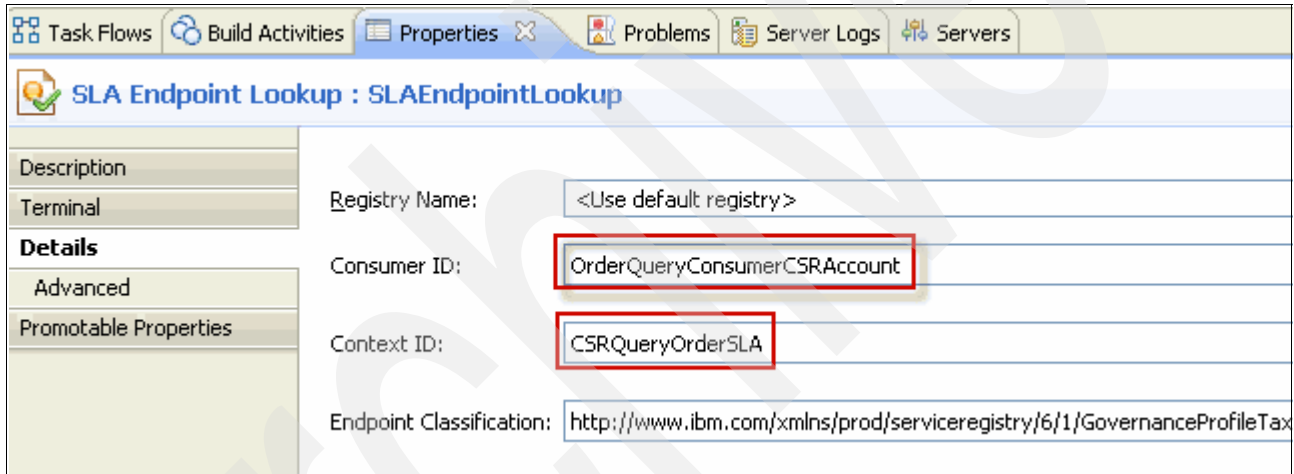 Task Flows Build Activities Properties Problems Server Logs Servers
SLA Endpoint Lookup : SLAEndpointLookup
Description
Terminal
Details
Advanced
Promotable Properties
Registry Name: <Use default registry>
Consumer ID: OrderQueryConsumerCSRAccount
Context ID: CSRQueryOrderSLA
Endpoint Classification: http://www.ibm.com/xmlns/prod/serviceregistry/6/1/GovernanceProfileTax